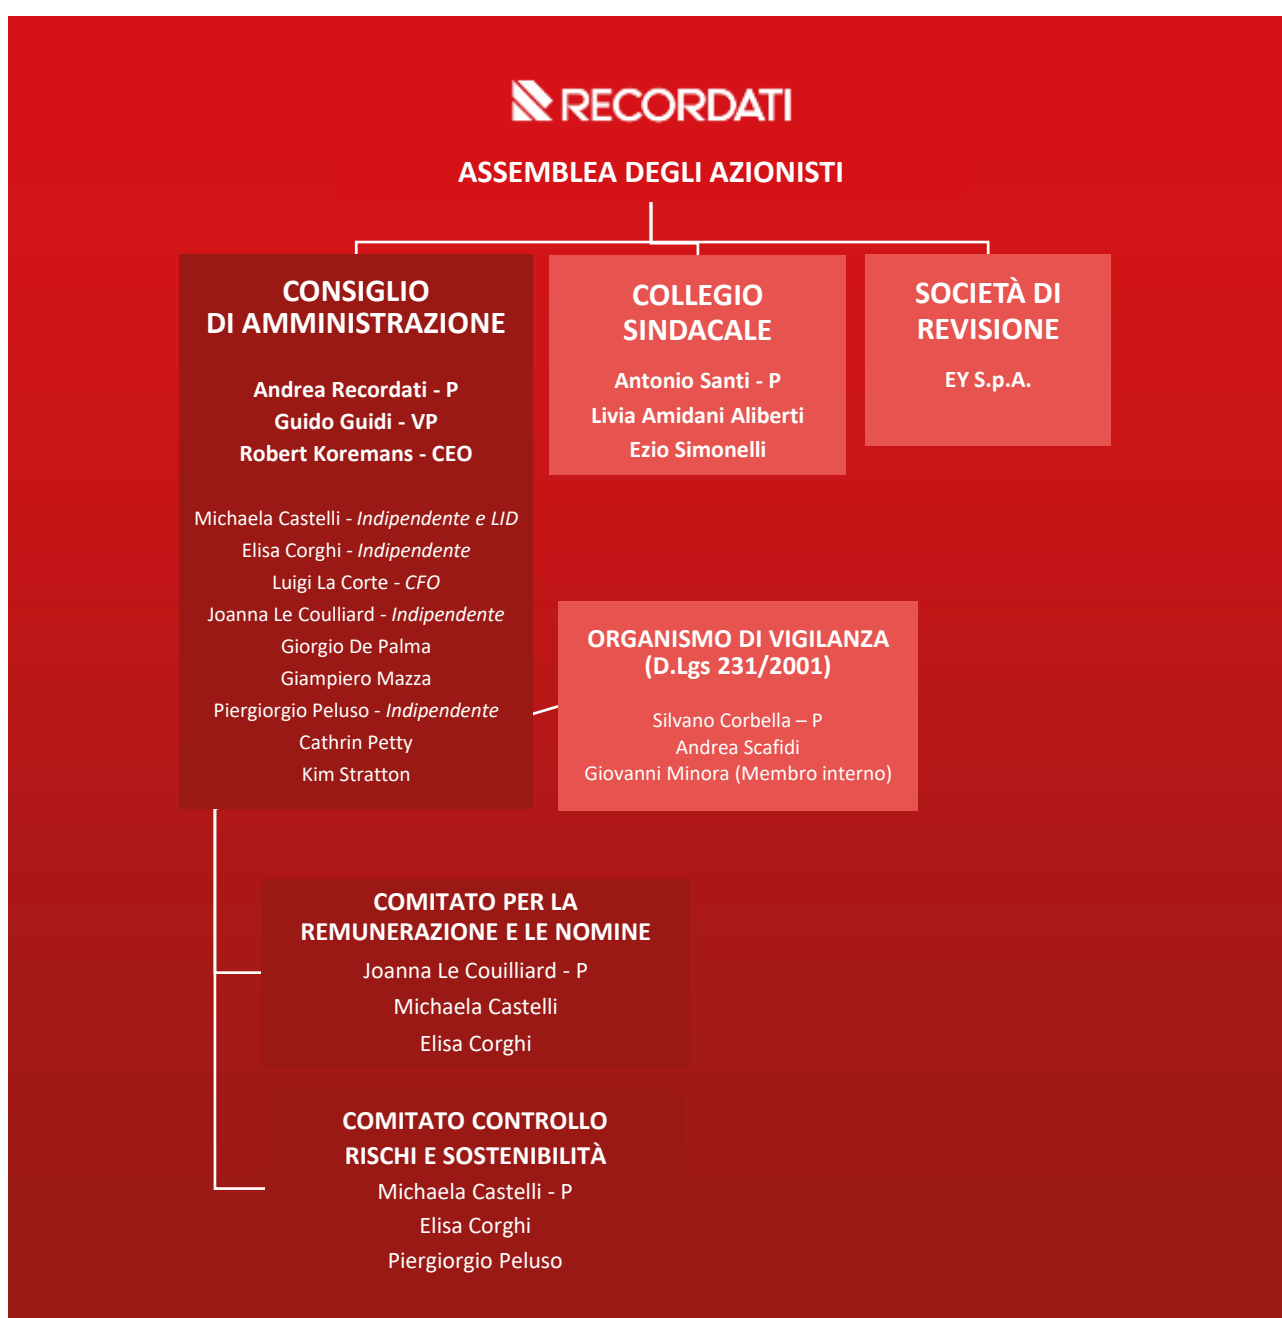 RECORDATI
ASSEMBLEA DEGLI AZIONISTI
CONSIGLIO
DI AMMINISTRAZIONE
Andrea Recordati - P
Guido Guidi - VP
Robert Koremans - CEO
Michaela Castelli - Indipendente e LID
Elisa Corghi - Indipendente
Luigi La Corte - CFO
Joanna Le Coulliard - Indipendente
Giorgio De Palma
Giampiero Mazza
Piergiorgio Peluso - Indipendente
Cathrin Petty
Kim Stratton
COLLEGIO
SINDACALE
Antonio Santi - P
Livia Amidani Aliberti
Ezio Simonelli
SOCIETÀ DI
REVISIONE
EY S.p.A.
ORGANISMO DI VIGILANZA
(D.Lgs 231/2001)
Silvano Corbella – P
Andrea Scafidi
Giovanni Minora (Membro interno)
COMITATO PER LA
REMUNERAZIONE E LE NOMINE
Joanna Le Couilliard - P
Michaela Castelli
Elisa Corghi
COMITATO CONTROLLO
RISCHI E SOSTENIBILITÀ
Michaela Castelli - P
Elisa Corghi
Piergiorgio Peluso